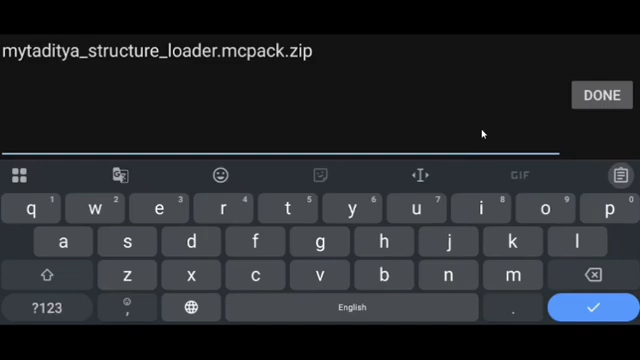 mytaditya_structure_loader.mcpack.zip
DONE
GIF
q 1 w 2 e 3 r 4 t 5 y 6 u 7 i 8 o 9 p 0
a s d f g h j k l
z x c v b n m
?123 , English .